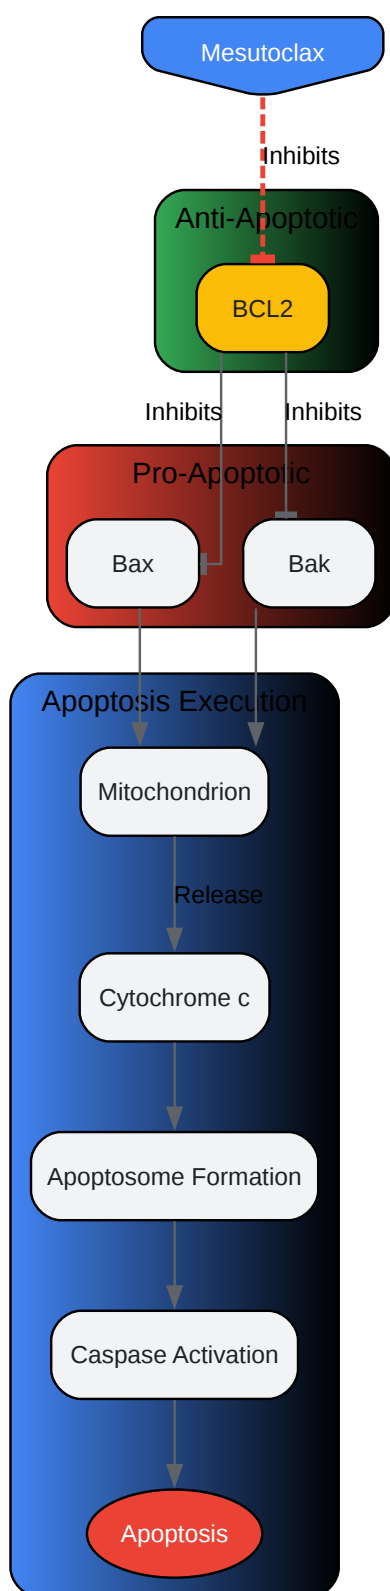 Mesutoclax
Inhibits
Anti-Apoptotic
BCL2
Inhibits
Inhibits
Pro-Apoptotic
Bax
Bak
Apoptosis Execution
Mitochondrion
Release
Cytochrome c
Apoptosome Formation
Caspase Activation
Apoptosis